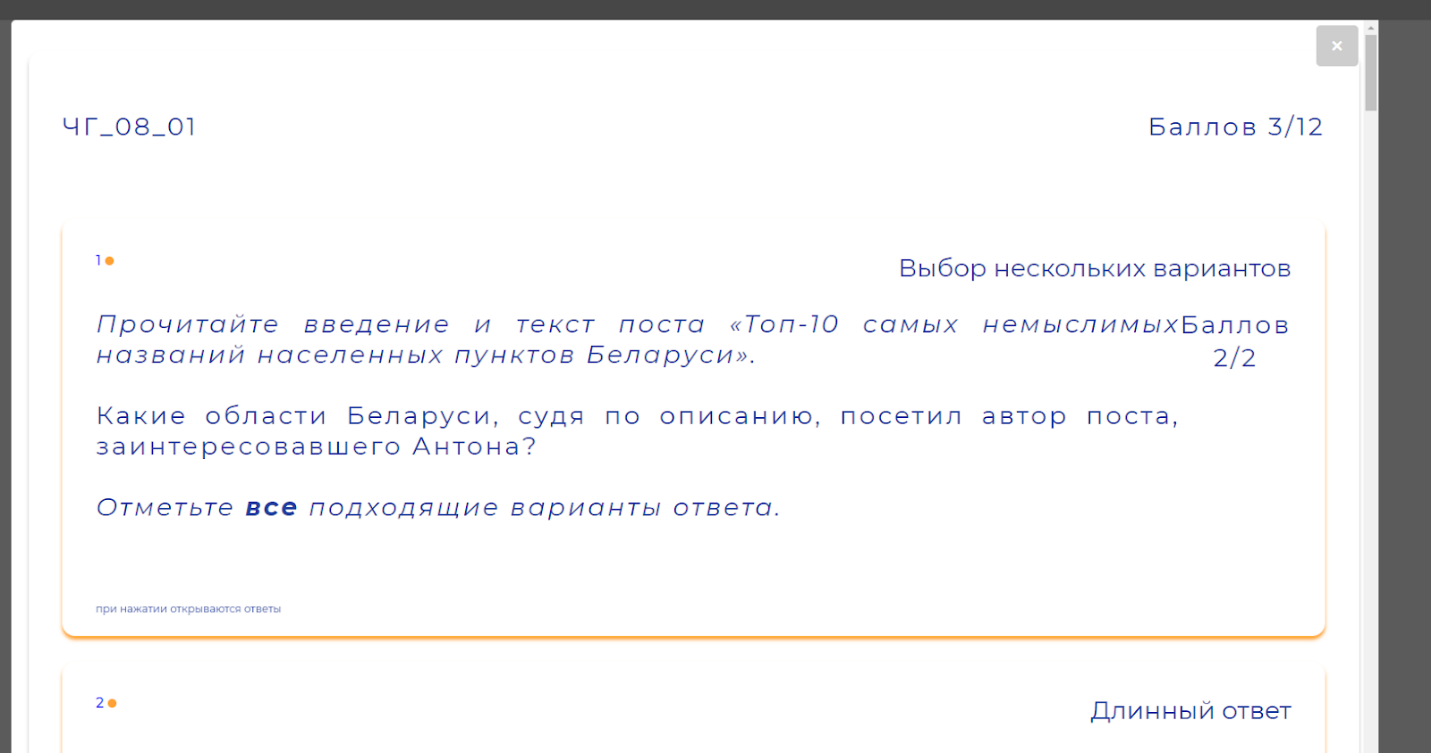 ×
ЧГ_08_01
Баллов 3/12
1
Выбор нескольких вариантов
Прочитайте введение и текст поста «Топ-10 самых немыслимых
названий населенных пунктов Беларуси».
Баллов
2/2
Какие области Беларуси, судя по описанию, посетил автор поста,
заинтересовавшего Антона?
Отметьте все подходящие варианты ответа.
при нажатии открываются ответы
2
Длинный ответ